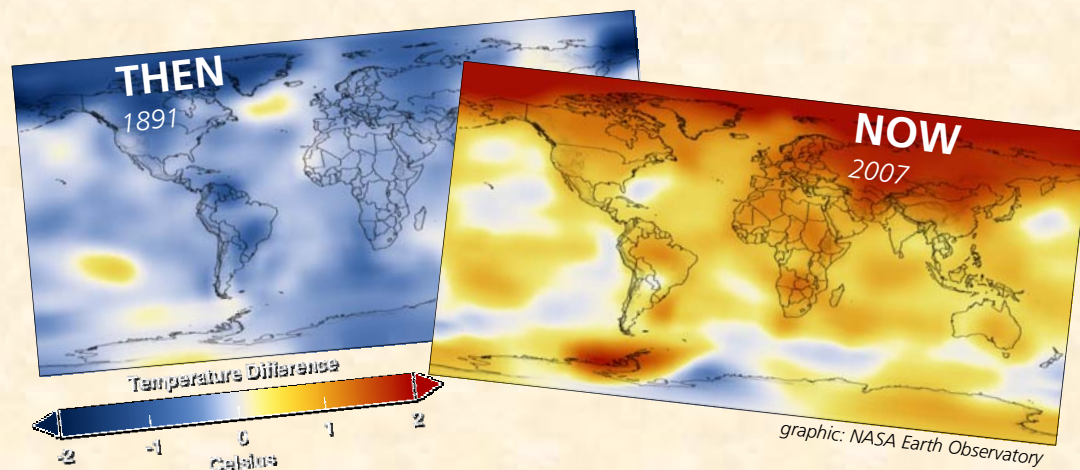 THEN
1891
NOW
2007
Temperature Difference
-2 -1 0 1 2
Celsius
graphic: NASA Earth Observatory